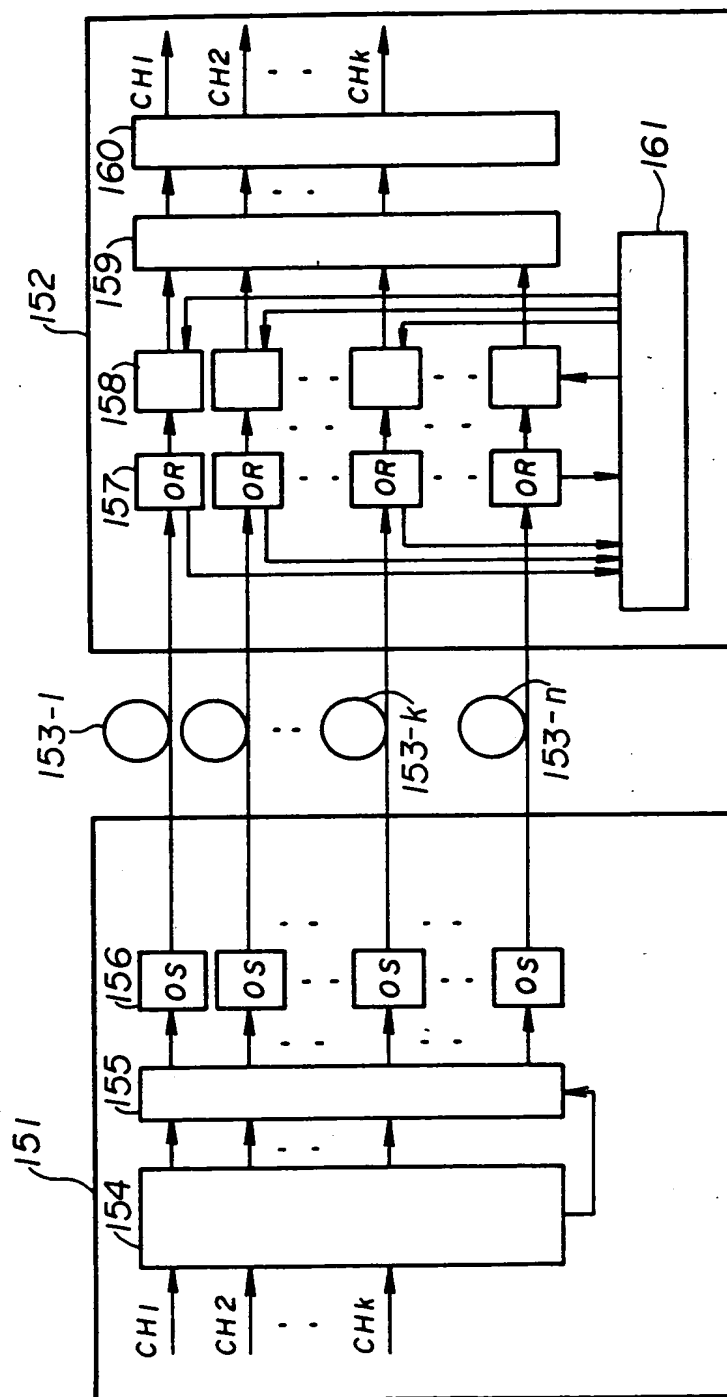 151
154
155
156
CH1
CH2
CHk
OS
OS
OS
OS
153-1
153-k
153-n
152
157
158
159
160
OR
OR
OR
OR
CH1
CH2
CHk
161